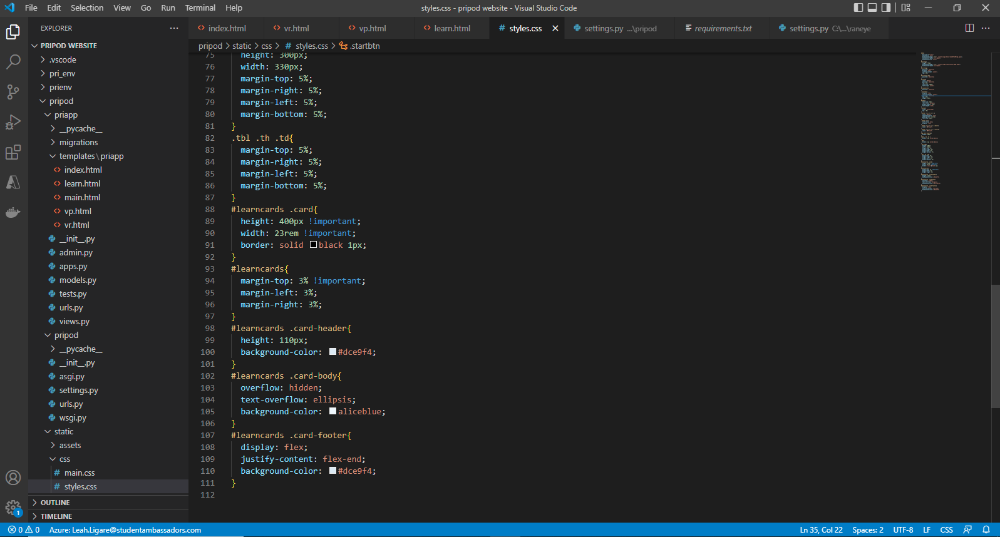 File Edit Selection View Go Run Terminal Help
styles.css - pripod website - Visual Studio Code
EXPLORER
index.html vr.html vp.html learn.html # styles.css settings.py ...\pripod requirements.txt settings.py C:\...\raneye
pripod > static > css > # styles.css > .startbtn
PRIPOD WEBSITE
.vscode
pri_env
prienv
pripod
priapp
__pycache__
migrations
templates\priapp
index.html
learn.html
main.html
vp.html
vr.html
__init__.py
admin.py
apps.py
models.py
tests.py
urls.py
views.py
pripod
__pycache__
__init__.py
asgi.py
settings.py
urls.py
wsgi.py
static
assets
css
# main.css
# styles.css
OUTLINE
TIMELINE
75 height: 300px;
76 width: 330px;
77 margin-top: 5%;
78 margin-right: 5%;
79 margin-left: 5%;
80 margin-bottom: 5%;
81 }
82 .tbl .th .td{
83 margin-top: 5%;
84 margin-right: 5%;
85 margin-left: 5%;
86 margin-bottom: 5%;
87 }
88 #learncards .card{
89 height: 400px !important;
90 width: 23rem !important;
91 border: solid black 1px;
92 }
93 #learncards{
94 margin-top: 3% !important;
95 margin-left: 3%;
96 margin-right: 3%;
97 }
98 #learncards .card-header{
99 height: 110px;
100 background-color: #dce9f4;
101 }
102 #learncards .card-body{
103 overflow: hidden;
104 text-overflow: ellipsis;
105 background-color: aliceblue;
106 }
107 #learncards .card-footer{
108 display: flex;
109 justify-content: flex-end;
110 background-color: #dce9f4;
111 }
112
1
0 0 Azure: Leah.Ligare@studentambassadors.com
Ln 35, Col 22 Spaces: 2 UTF-8 LF CSS